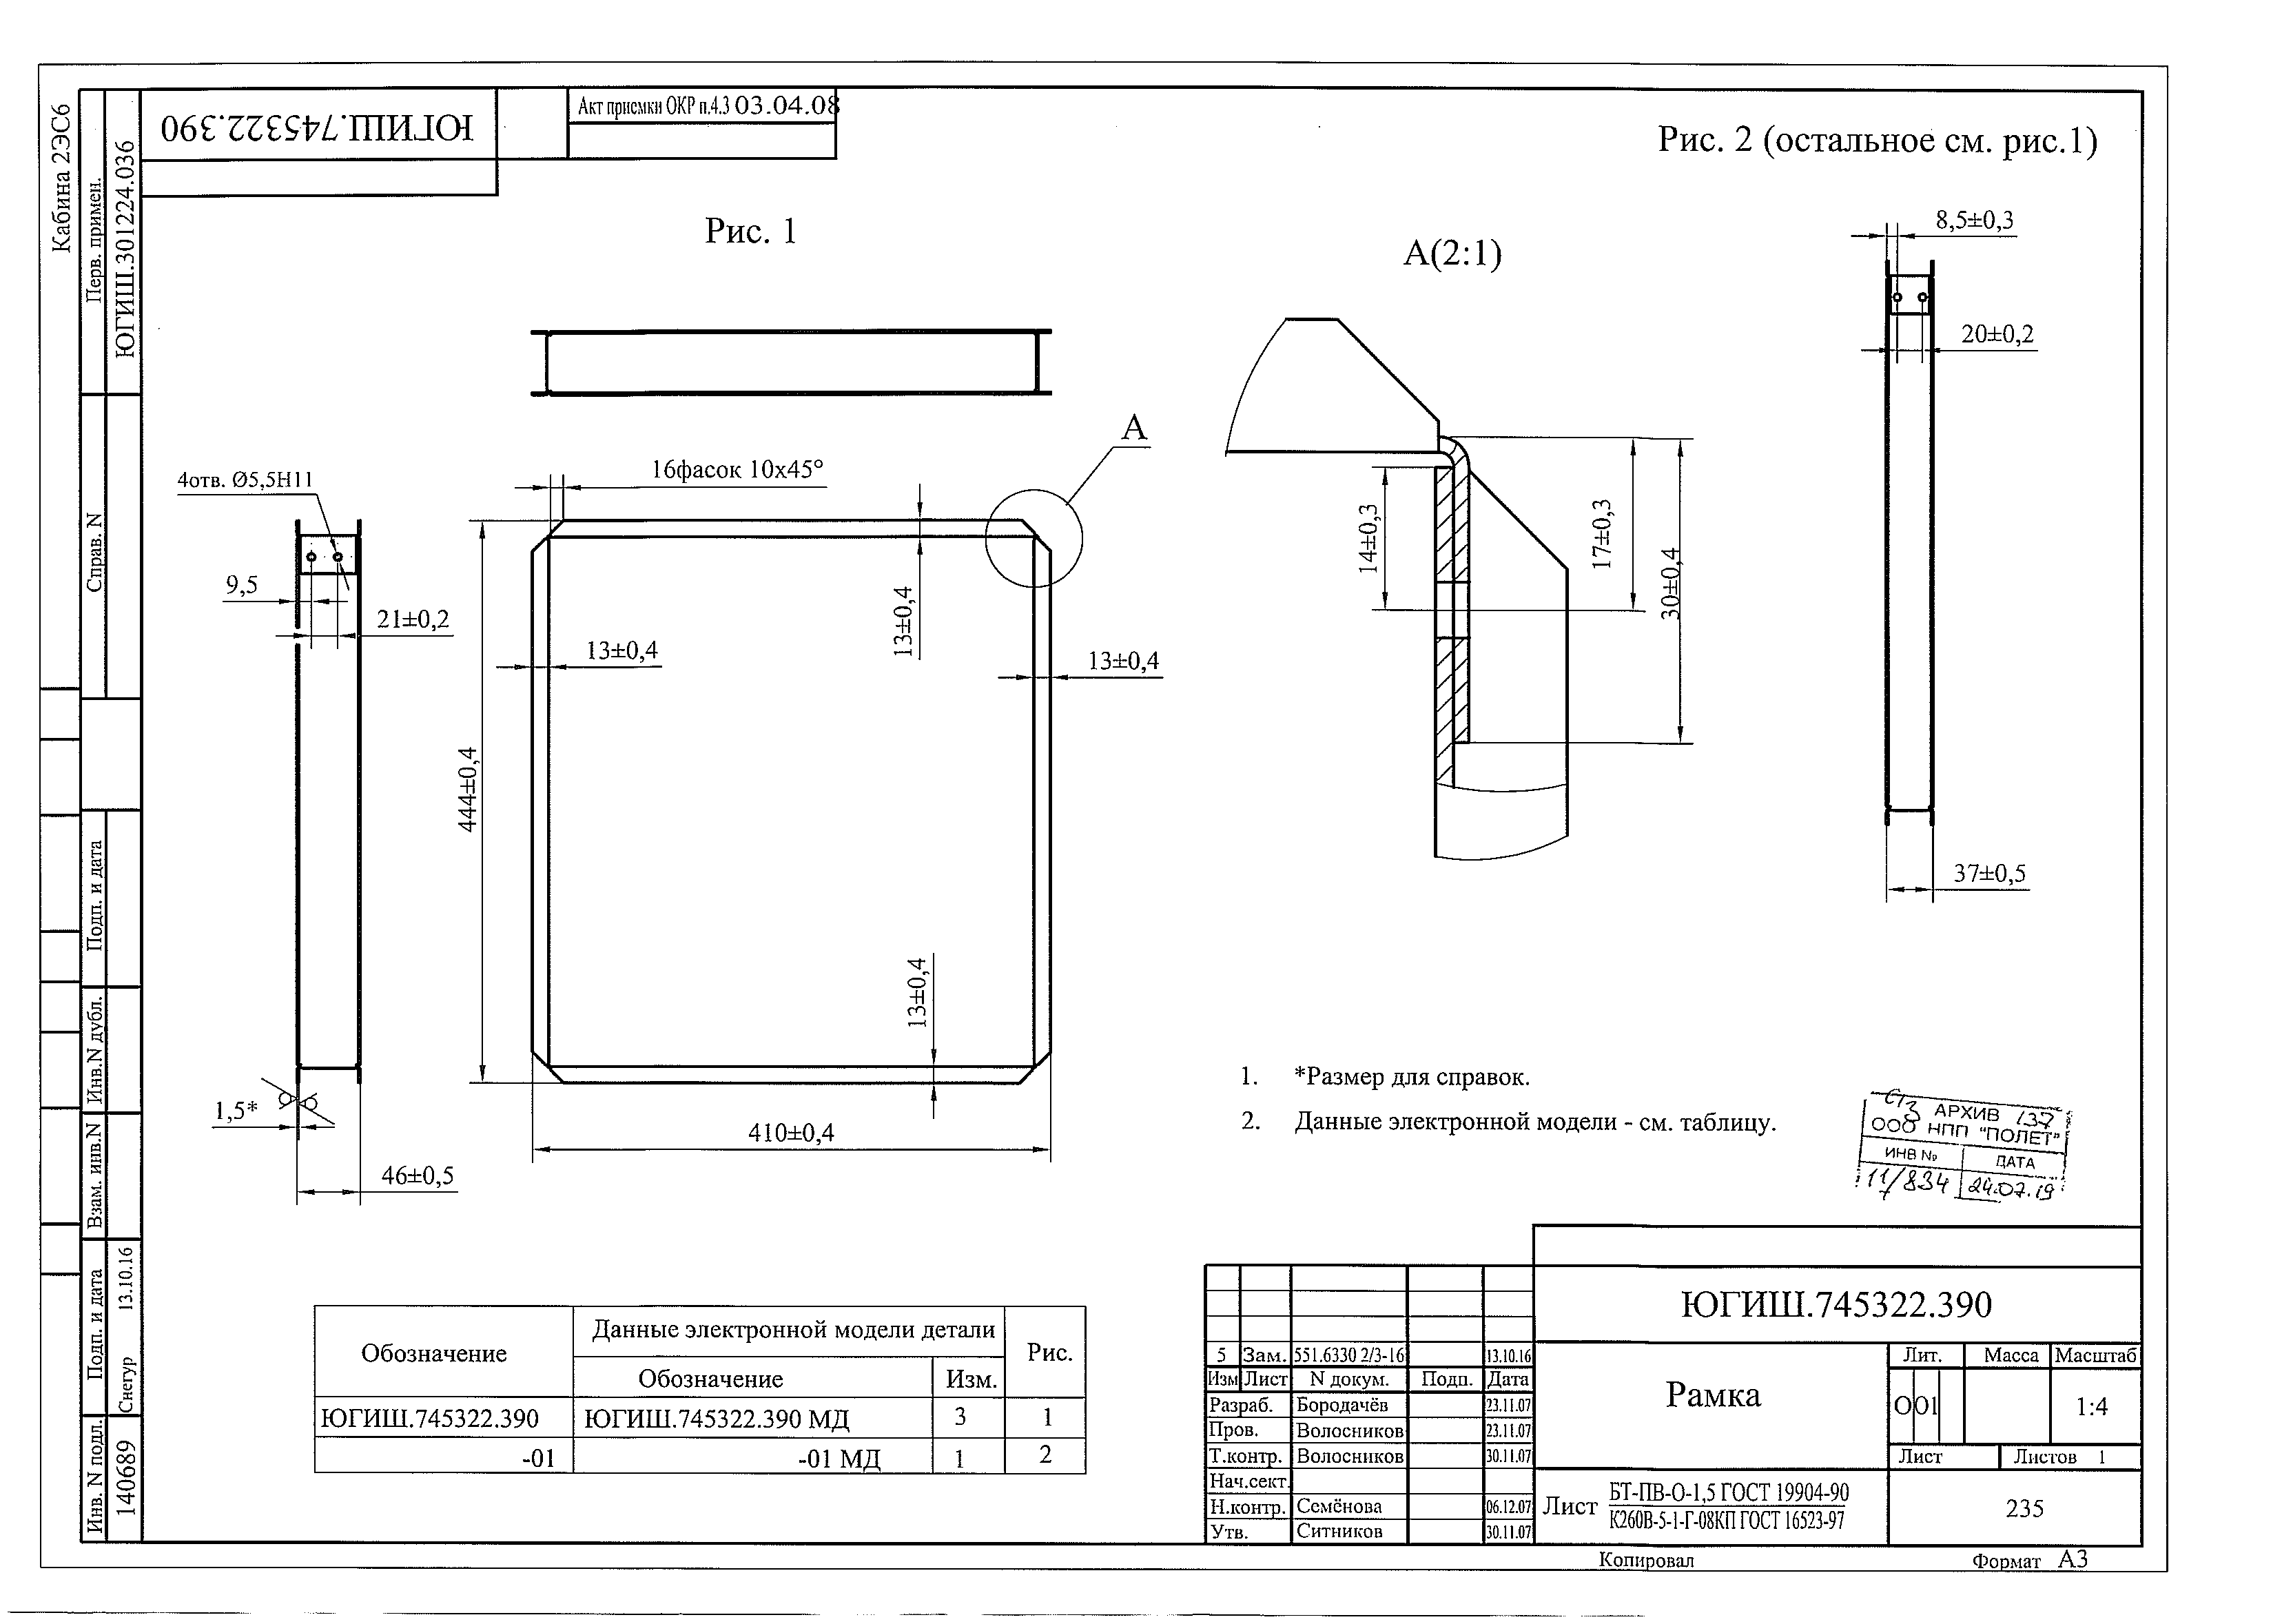 Кабина 2ЭС6
Перв. примен.
ЮГИШ.301224.036
Справ. N
Подп. и дата
Инв.N дубл.
Взам. инв.N
Подп. и дата
Снегур 13.10.16
Инв. N подл.
140689
ЮГИШ.745322.390
Акт присмки ОКР п.4.3 03.04.08
Рис. 2 (остальное см. рис.1)
Рис. 1
А(2:1)
8,5±0,3
20±0,2
37±0,5
А
16фасок 10х45°
4отв. Ø5,5Н11
9,5
21±0,2
13±0,4
13±0,4
13±0,4
13±0,4
444±0,4
410±0,4
1,5*
46±0,5
14±0,3
17±0,3
30±0,4
1. *Размер для справок.
2. Данные электронной модели - см. таблицу.
СГЗ АРХИВ 137
ООО НПП "ПОЛЕТ"
ИНВ № ДАТА
11/834 24.07.19
Обозначение Данные электронной модели детали Рис.
Обозначение Изм.
ЮГИШ.745322.390 ЮГИШ.745322.390 МД 3 1
-01 -01 МД 1 2
ЮГИШ.745322.390
5 Зам. 551.6330 2/3-16 13.10.16
Изм Лист N докум. Подп. Дата
Разраб. Бородачёв 23.11.07
Пров. Волосников 23.11.07
Т.контр. Волосников 30.11.07
Нач.сект.
Н.контр. Семёнова 06.12.07
Утв. Ситников 30.11.07
Рамка
Лит. Масса Масштаб
О О1 1:4
Лист Листов 1
Лист БТ-ПВ-О-1,5 ГОСТ 19904-90
К260В-5-1-Г-08КП ГОСТ 16523-97
235
Копировал Формат А3